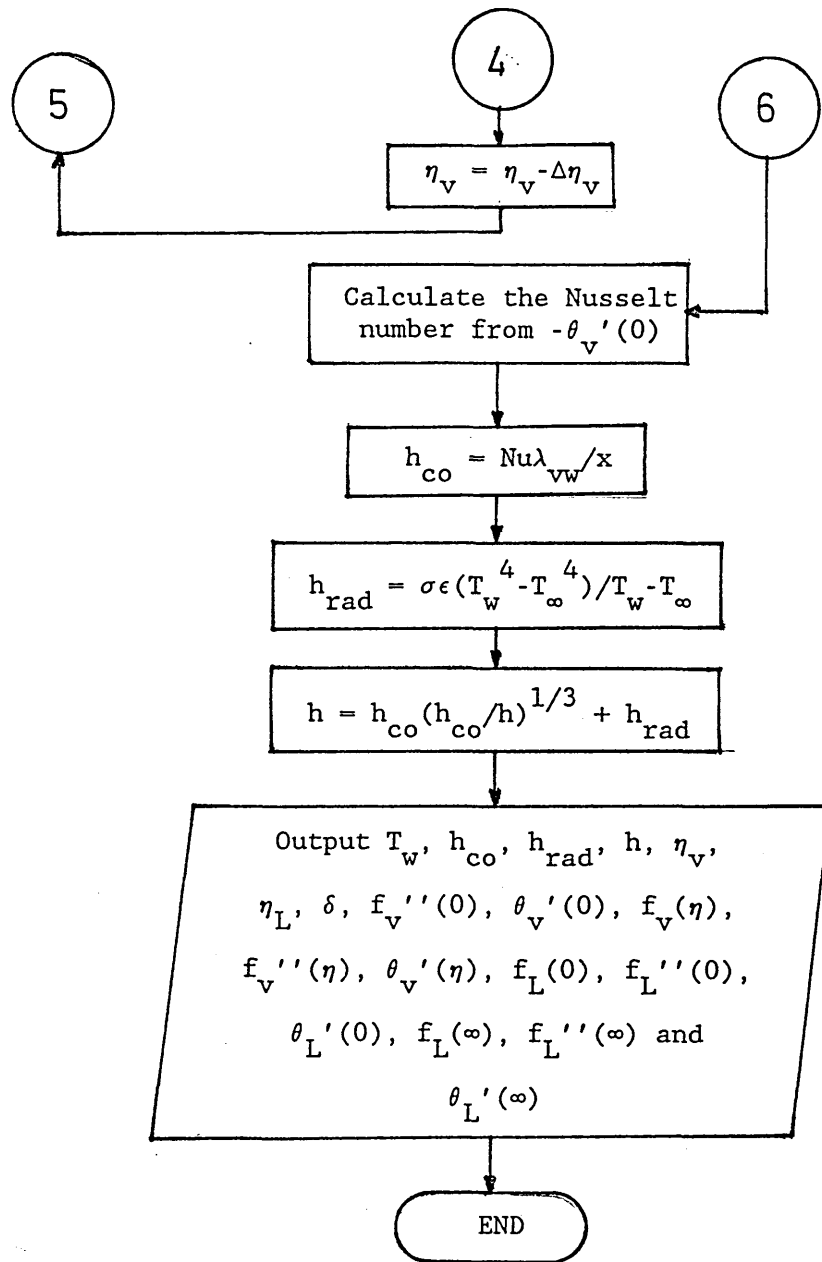 4
5
6
η_v = η_v-Δη_v
Calculate the Nusselt
number from -θ_v'(0)
h_co = Nuλ_vw/x
h_rad = σϵ(T_w^4-T_∞^4)/T_w-T_∞
h = h_co(h_co/h)^1/3 + h_rad
Output T_w, h_co, h_rad, h, η_v,
η_L, δ, f_v''(0), θ_v'(0), f_v(η),
f_v''(η), θ_v'(η), f_L(0), f_L''(0),
θ_L'(0), f_L(∞), f_L''(∞) and
θ_L'(∞)
END